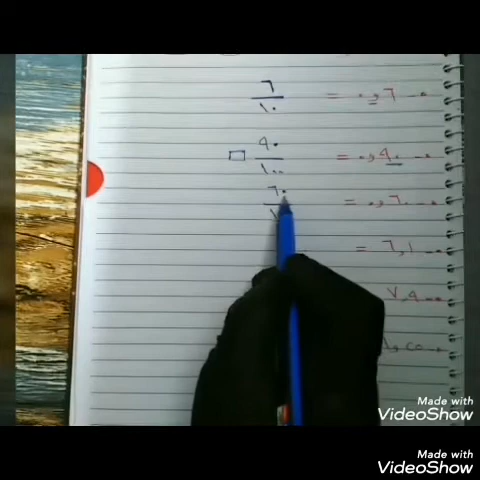 ٠,٦ = ٦/١٠
٠,٩٠ = ٩٠/١٠٠
٠,٦٠ = ٦٠/
٦,١ =
٧,٩
Made with
VideoShow
Made with
VideoShow